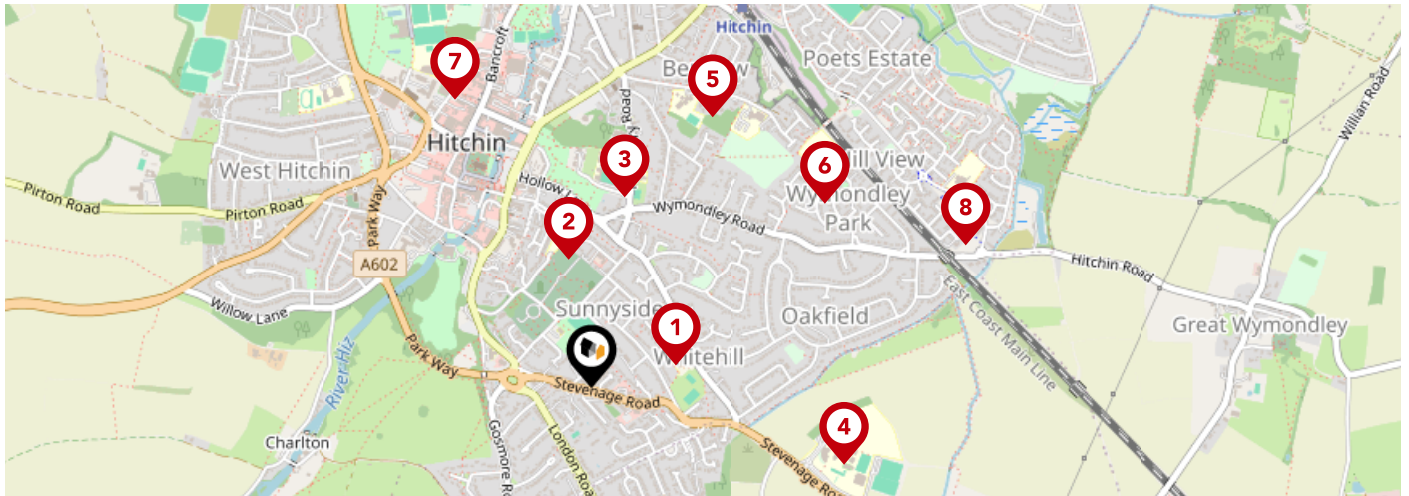 Hitchin
Poets Estate
Bancroft
7
5
Willian Road
Hitchin
3
West Hitchin
6
Hill View
Hollow
Wymondley
Park
Pirton Road
Pirton Road
Park Way
2
Wymondley Road
8
A602
Hitchin Road
Willow Lane
Sunnyside
1
Oakfield
East Coast Main Line
Great Wymondley
River Hiz
Park Way
Whitehill
Stevenage Road
4
Charlton
Gosmore
London Road
Stevenage